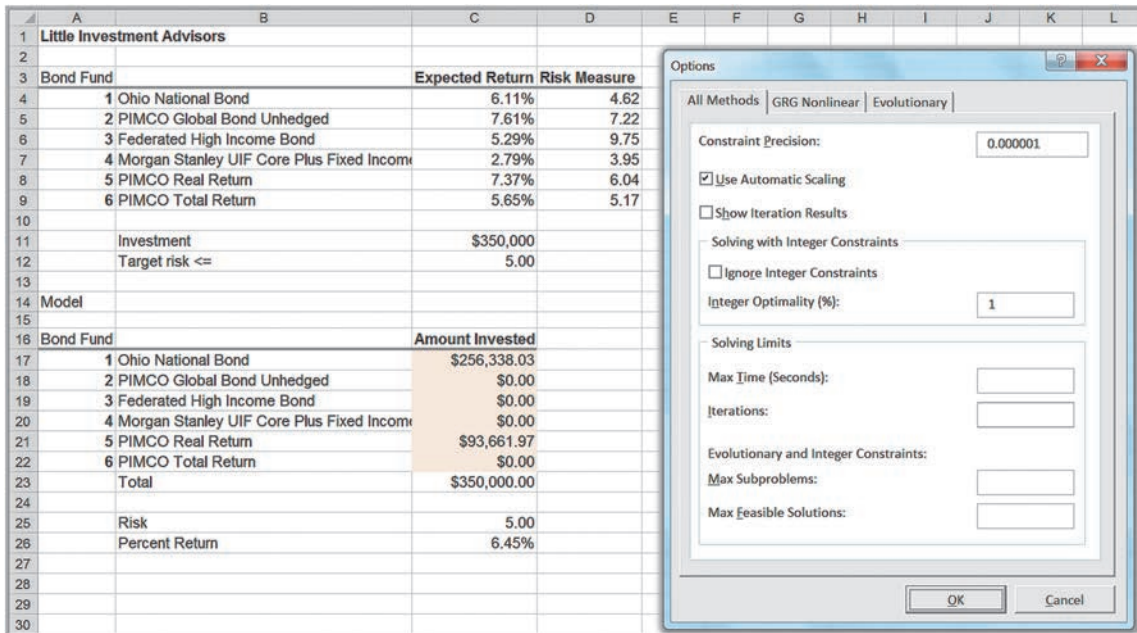 A B C D E F G H I J K L
1 Little Investment Advisors
2
3 Bond Fund Expected Return Risk Measure
4 1 Ohio National Bond 6.11% 4.62
5 2 PIMCO Global Bond Unhedged 7.61% 7.22
6 3 Federated High Income Bond 5.29% 9.75
7 4 Morgan Stanley UIF Core Plus Fixed Income 2.79% 3.95
8 5 PIMCO Real Return 7.37% 6.04
9 6 PIMCO Total Return 5.65% 5.17
10
11 Investment $350,000
12 Target risk <= 5.00
13
14 Model
15
16 Bond Fund Amount Invested
17 1 Ohio National Bond $256,338.03
18 2 PIMCO Global Bond Unhedged $0.00
19 3 Federated High Income Bond $0.00
20 4 Morgan Stanley UIF Core Plus Fixed Income $0.00
21 5 PIMCO Real Return $93,661.97
22 6 PIMCO Total Return $0.00
23 Total $350,000.00
24
25 Risk 5.00
26 Percent Return 6.45%
27
28
29
30
Options ? X
All Methods GRG Nonlinear Evolutionary
Constraint Precision: 0.000001
Use Automatic Scaling
Show Iteration Results
Solving with Integer Constraints
Ignore Integer Constraints
Integer Optimality (%): 1
Solving Limits
Max Time (Seconds):
Iterations:
Evolutionary and Integer Constraints:
Max Subproblems:
Max Feasible Solutions:
OK Cancel